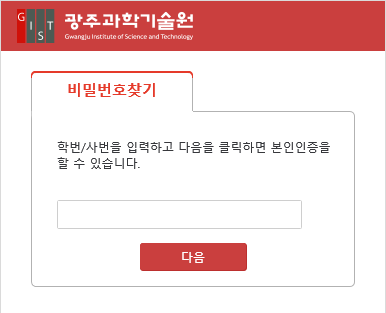 GIST
광주과학기술원
Gwangju Institute of Science and Technology
비밀번호찾기
학번/사번을 입력하고 다음을 클릭하면 본인인증을
할 수 있습니다.
다음